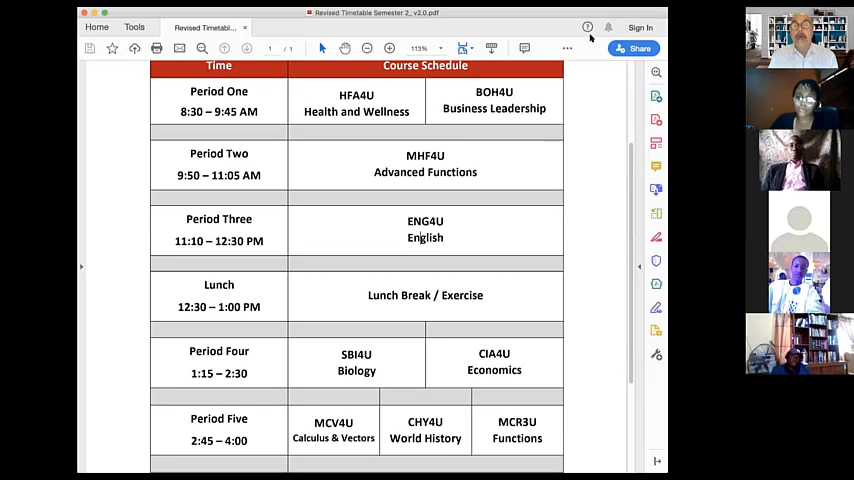 Revised Timetable Semester 2_ v2.0.pdf
Home Tools Revised Timetabl... × Sign In
1 / 1 113% Share
Time Course Schedule
Period One
8:30 – 9:45 AM
HFA4U
Health and Wellness
BOH4U
Business Leadership
Period Two
9:50 – 11:05 AM
MHF4U
Advanced Functions
Period Three
11:10 – 12:30 PM
ENG4U
English
Lunch
12:30 – 1:00 PM
Lunch Break / Exercise
Period Four
1:15 – 2:30
SBI4U
Biology
CIA4U
Economics
Period Five
2:45 – 4:00
MCV4U
Calculus & Vectors
CHY4U
World History
MCR3U
Functions